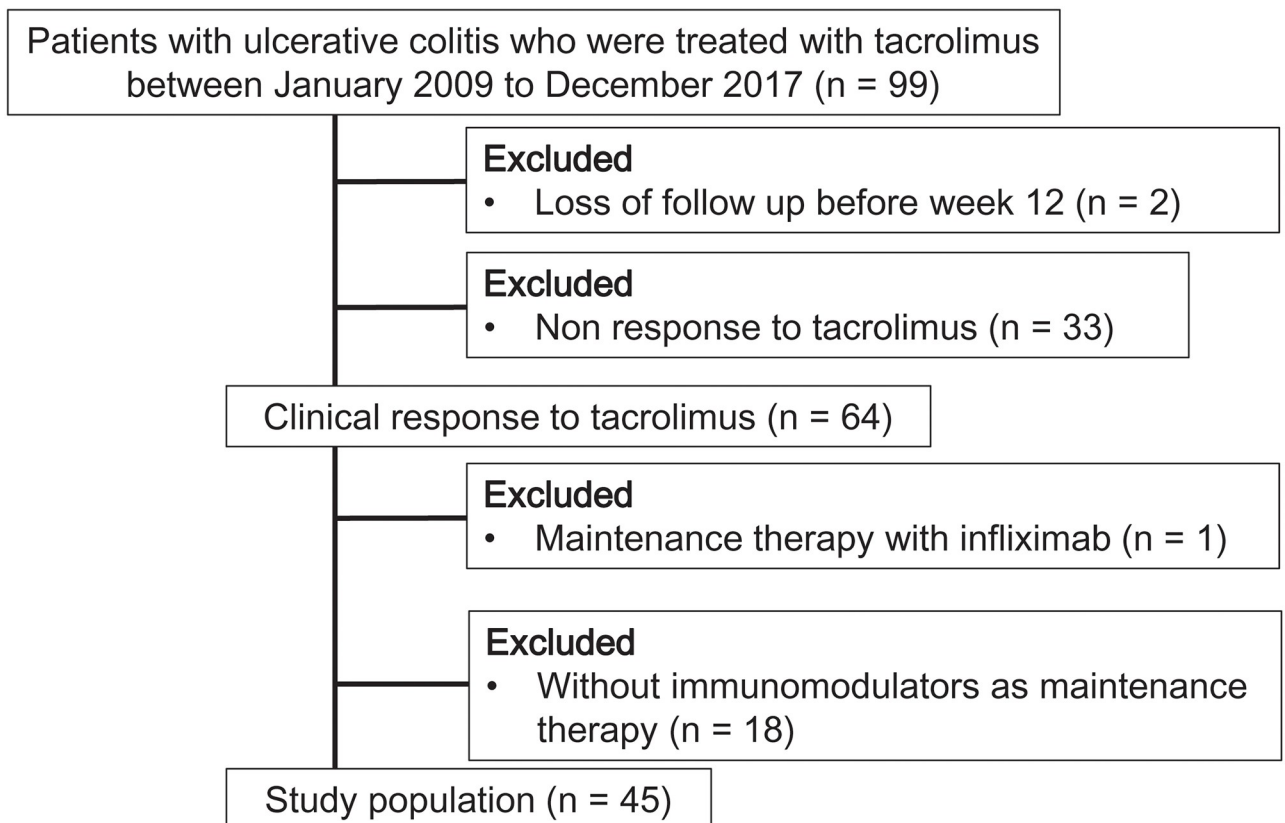 Patients with ulcerative colitis who were treated with tacrolimus
between January 2009 to December 2017 (n = 99)
Excluded
• Loss of follow up before week 12 (n = 2)
Excluded
• Non response to tacrolimus (n = 33)
Clinical response to tacrolimus (n = 64)
Excluded
• Maintenance therapy with infliximab (n = 1)
Excluded
• Without immunomodulators as maintenance
therapy (n = 18)
Study population (n = 45)